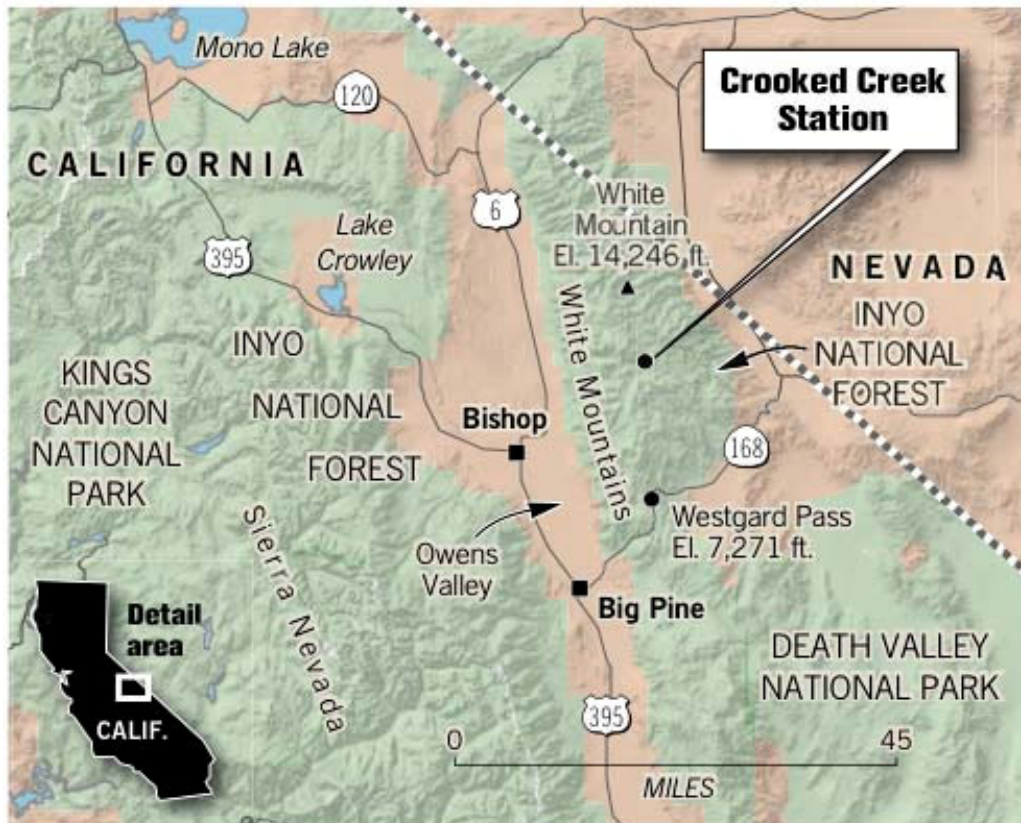 Mono Lake
120
Crooked Creek
Station
CALIFORNIA
White
Mountain
El. 14,246 ft.
6
Lake
Crowley
395
NEVADA
INYO
NATIONAL
FOREST
White Mountains
INYO
NATIONAL
FOREST
KINGS
CANYON
NATIONAL
PARK
Bishop
168
Westgard Pass
El. 7,271 ft.
Sierra Nevada
Owens
Valley
Big Pine
Detail
area
CALIF.
DEATH VALLEY
NATIONAL PARK
395
0
45
MILES